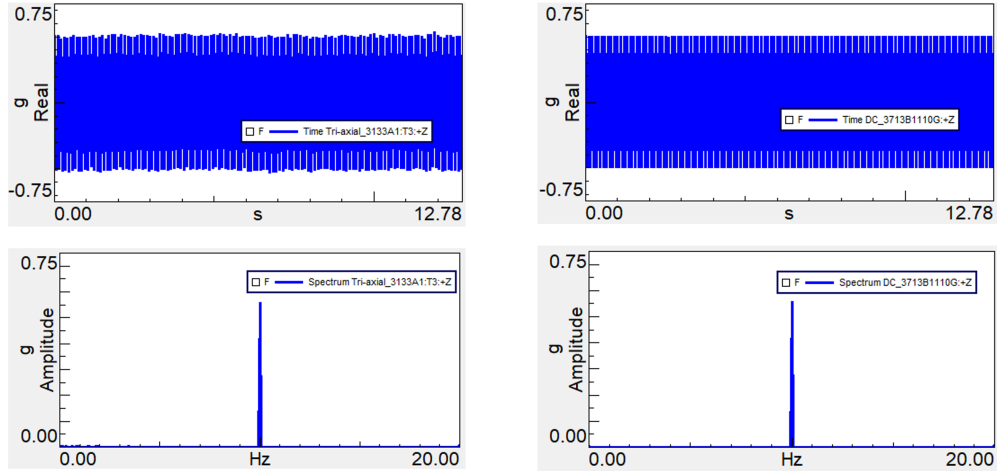 0.75
g
Real
F Time Tri-axial_3133A1:T3:+Z
-0.75
0.00 s 12.78
0.75
g
Real
F Time DC_3713B1110G:+Z
-0.75
0.00 s 12.78
0.75
F Spectrum Tri-axial_3133A1:T3:+Z
g
Amplitude
0.00
0.00 Hz 20.00
0.75
F Spectrum DC_3713B1110G:+Z
g
Amplitude
0.00
0.00 Hz 20.00